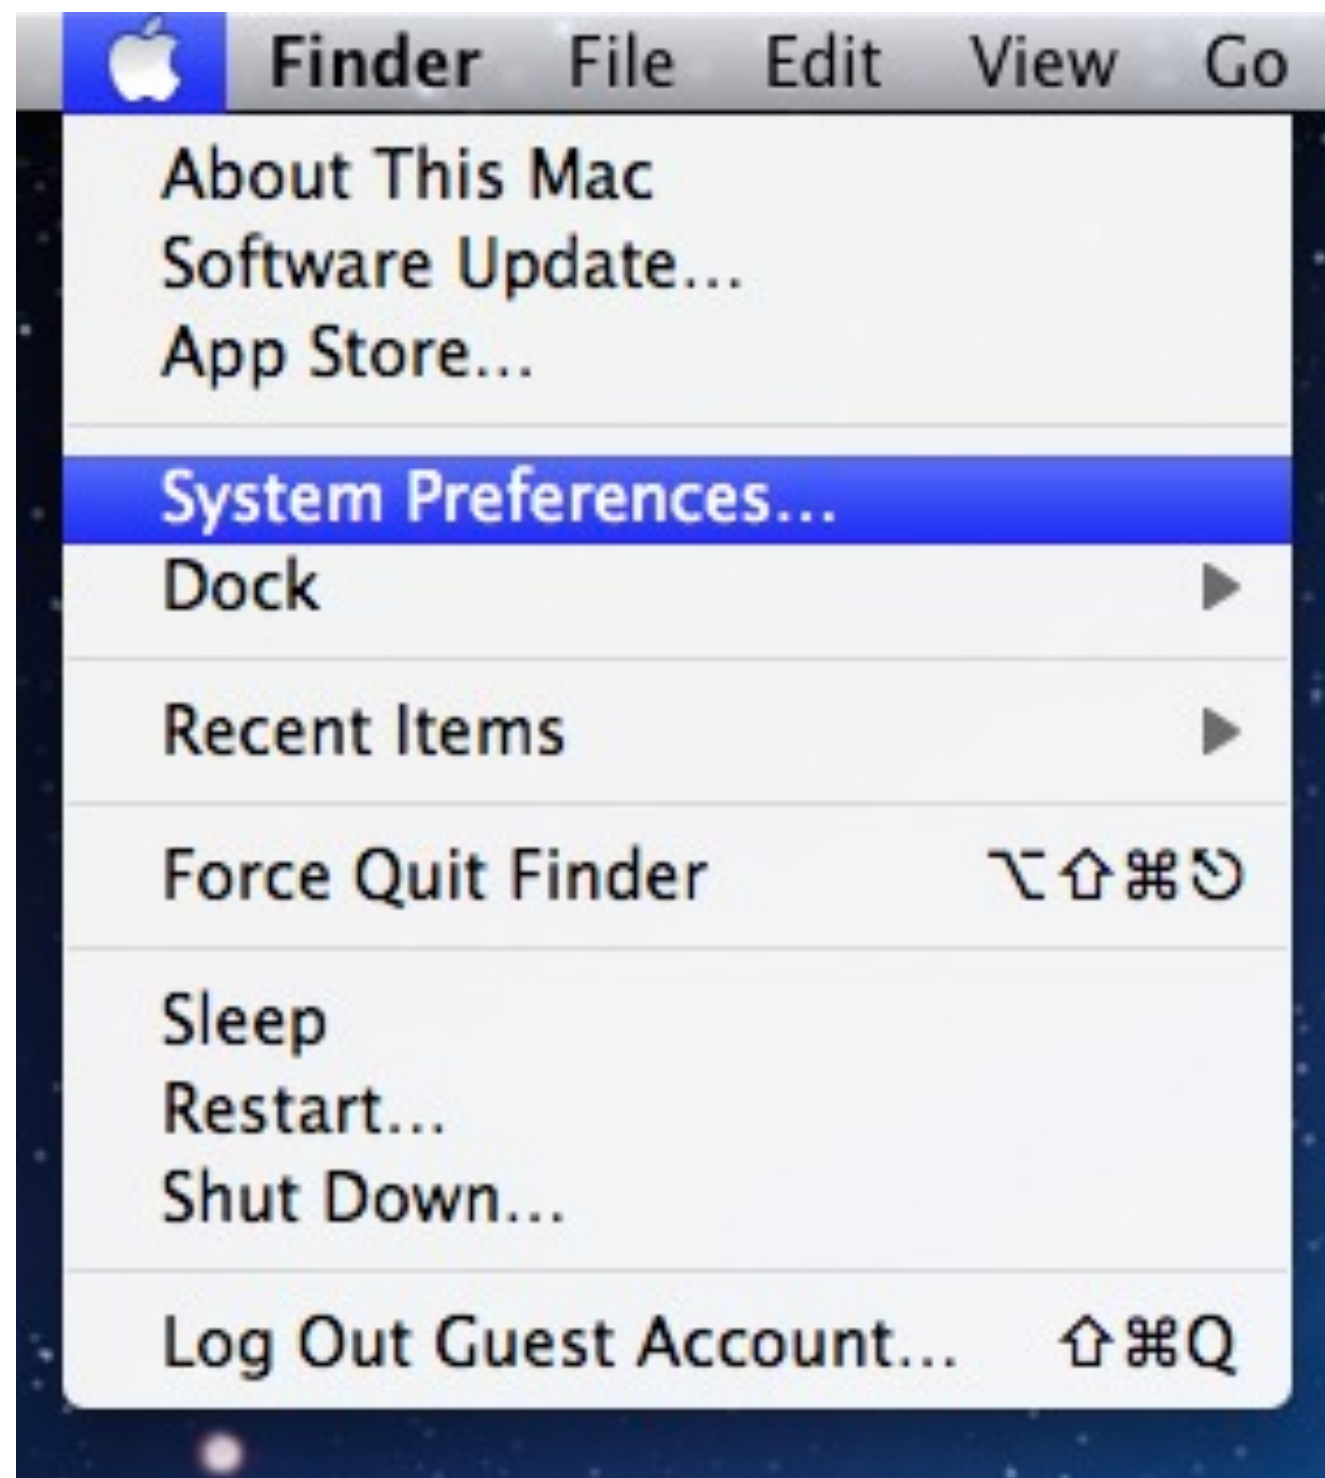 Finder File Edit View Go
About This Mac
Software Update...
App Store...
System Preferences...
Dock ▶
Recent Items ▶
Force Quit Finder ⌥⇧⌘⎋
Sleep
Restart...
Shut Down...
Log Out Guest Account... ⇧⌘Q